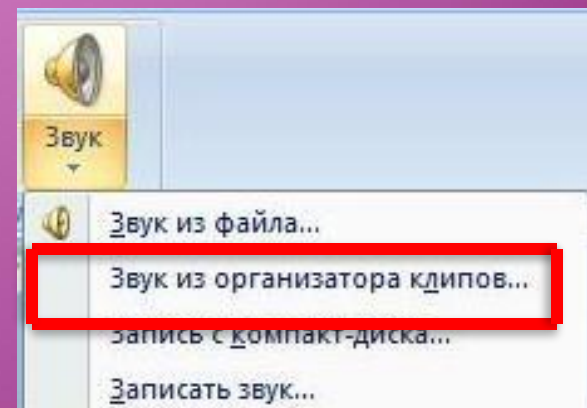 Звук
Звук из файла...
Звук из организатора клипов...
Запись с компакт-диска...
Записать звук...